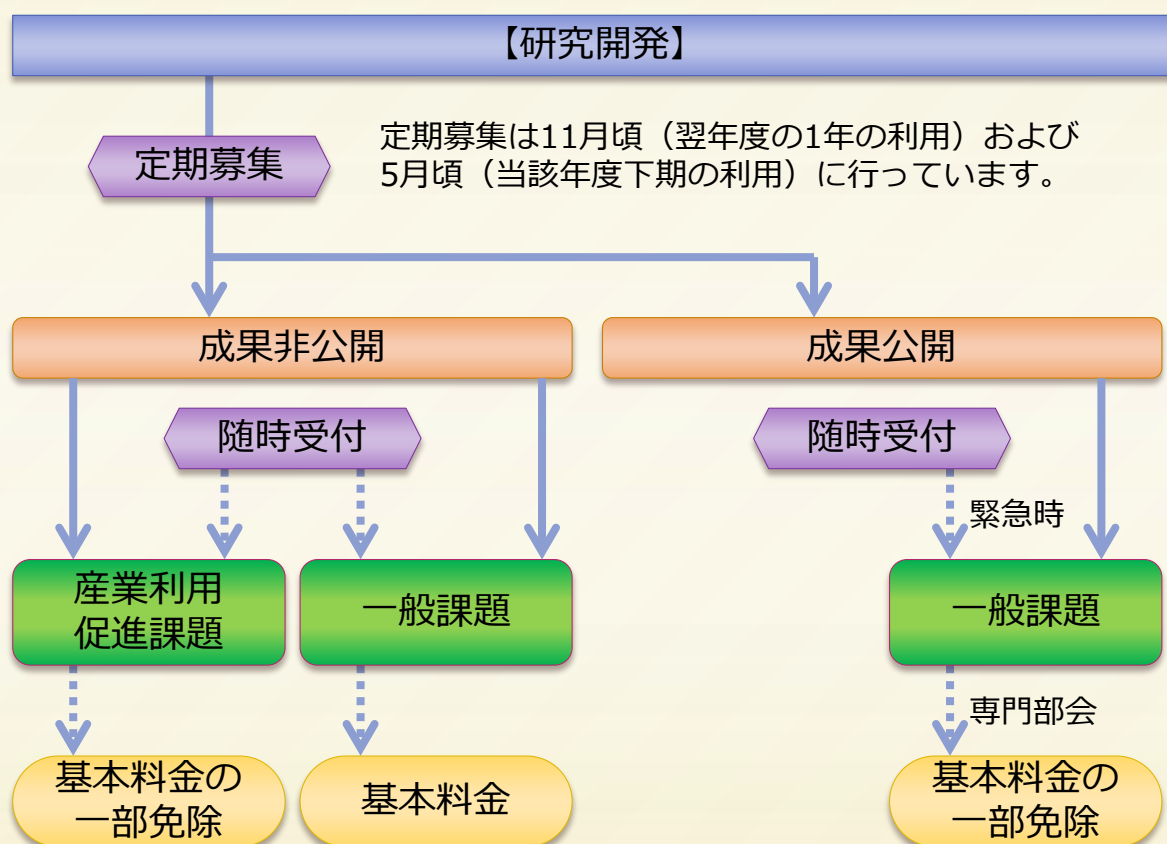 【研究開発】
定期募集
定期募集は11月頃（翌年度の1年の利用）および
5月頃（当該年度下期の利用）に行っています。
成果非公開
成果公開
随時受付
随時受付
緊急時
産業利用
促進課題
一般課題
一般課題
専門部会
基本料金の
一部免除
基本料金
基本料金の
一部免除